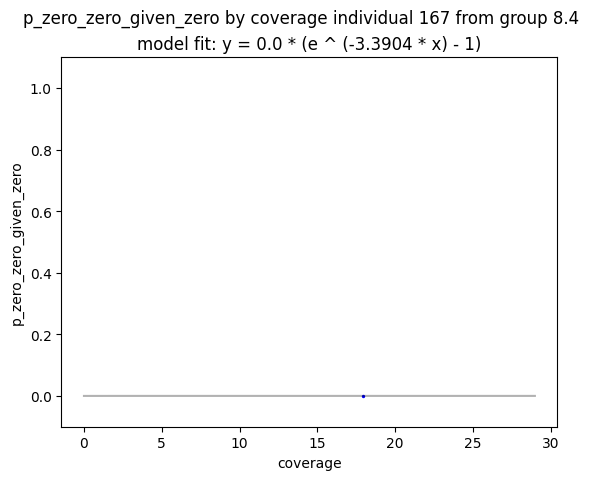 p_zero_zero_given_zero by coverage individual 167 from group 8.4
model fit: y = 0.0 * (e ^ (-3.3904 * x) - 1)
1.0
0.8
0.6
0.4
0.2
0.0
p_zero_zero_given_zero
0 5 10 15 20 25 30
coverage